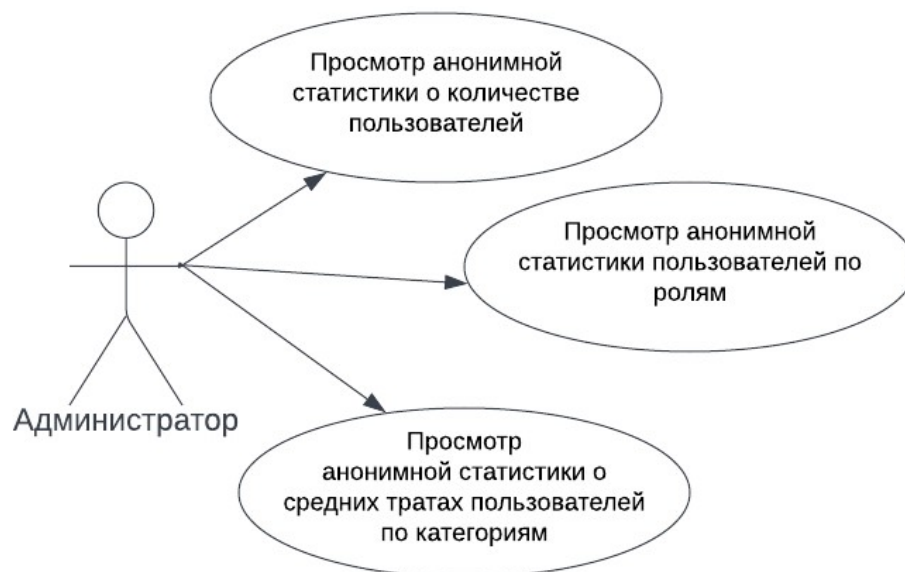 Просмотр анонимной
статистики о количестве
пользователей
Просмотр анонимной
статистики пользователей по
ролям
Администратор
Просмотр
анонимной статистики о
средних тратах пользователей
по категориям